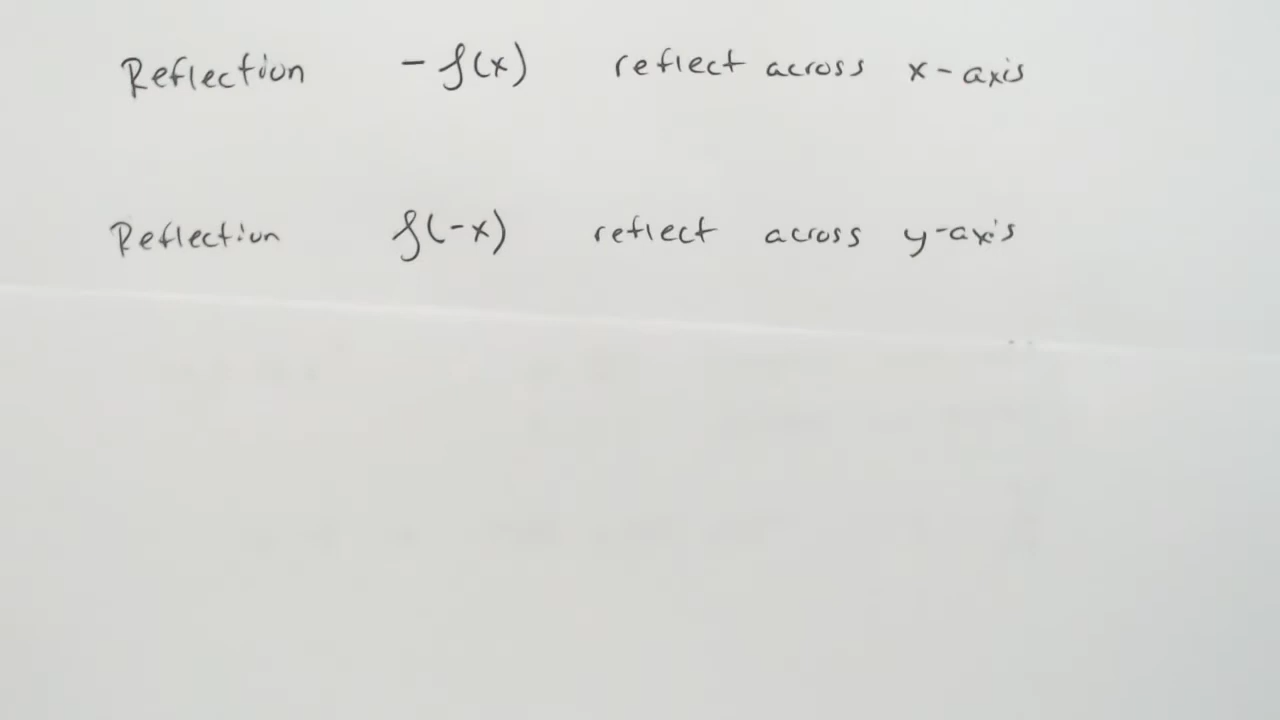 Reflection -f(x) reflect across x-axis
Reflection f(-x) reflect across y-axis